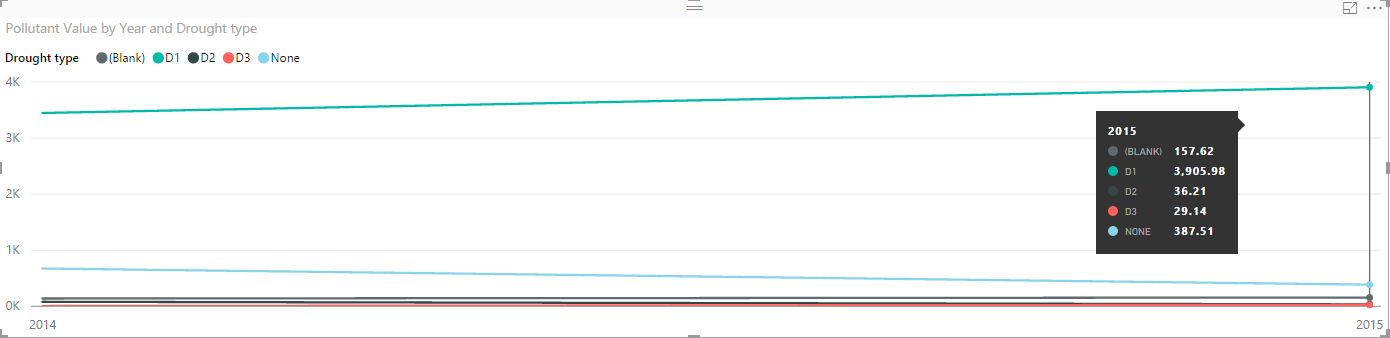 Pollutant Value by Year and Drought type
Drought type (Blank) D1 D2 D3 None
4K
3K
2K
1K
0K
2014 2015
2015
(BLANK) 157.62
D1 3,905.98
D2 36.21
D3 29.14
NONE 387.51